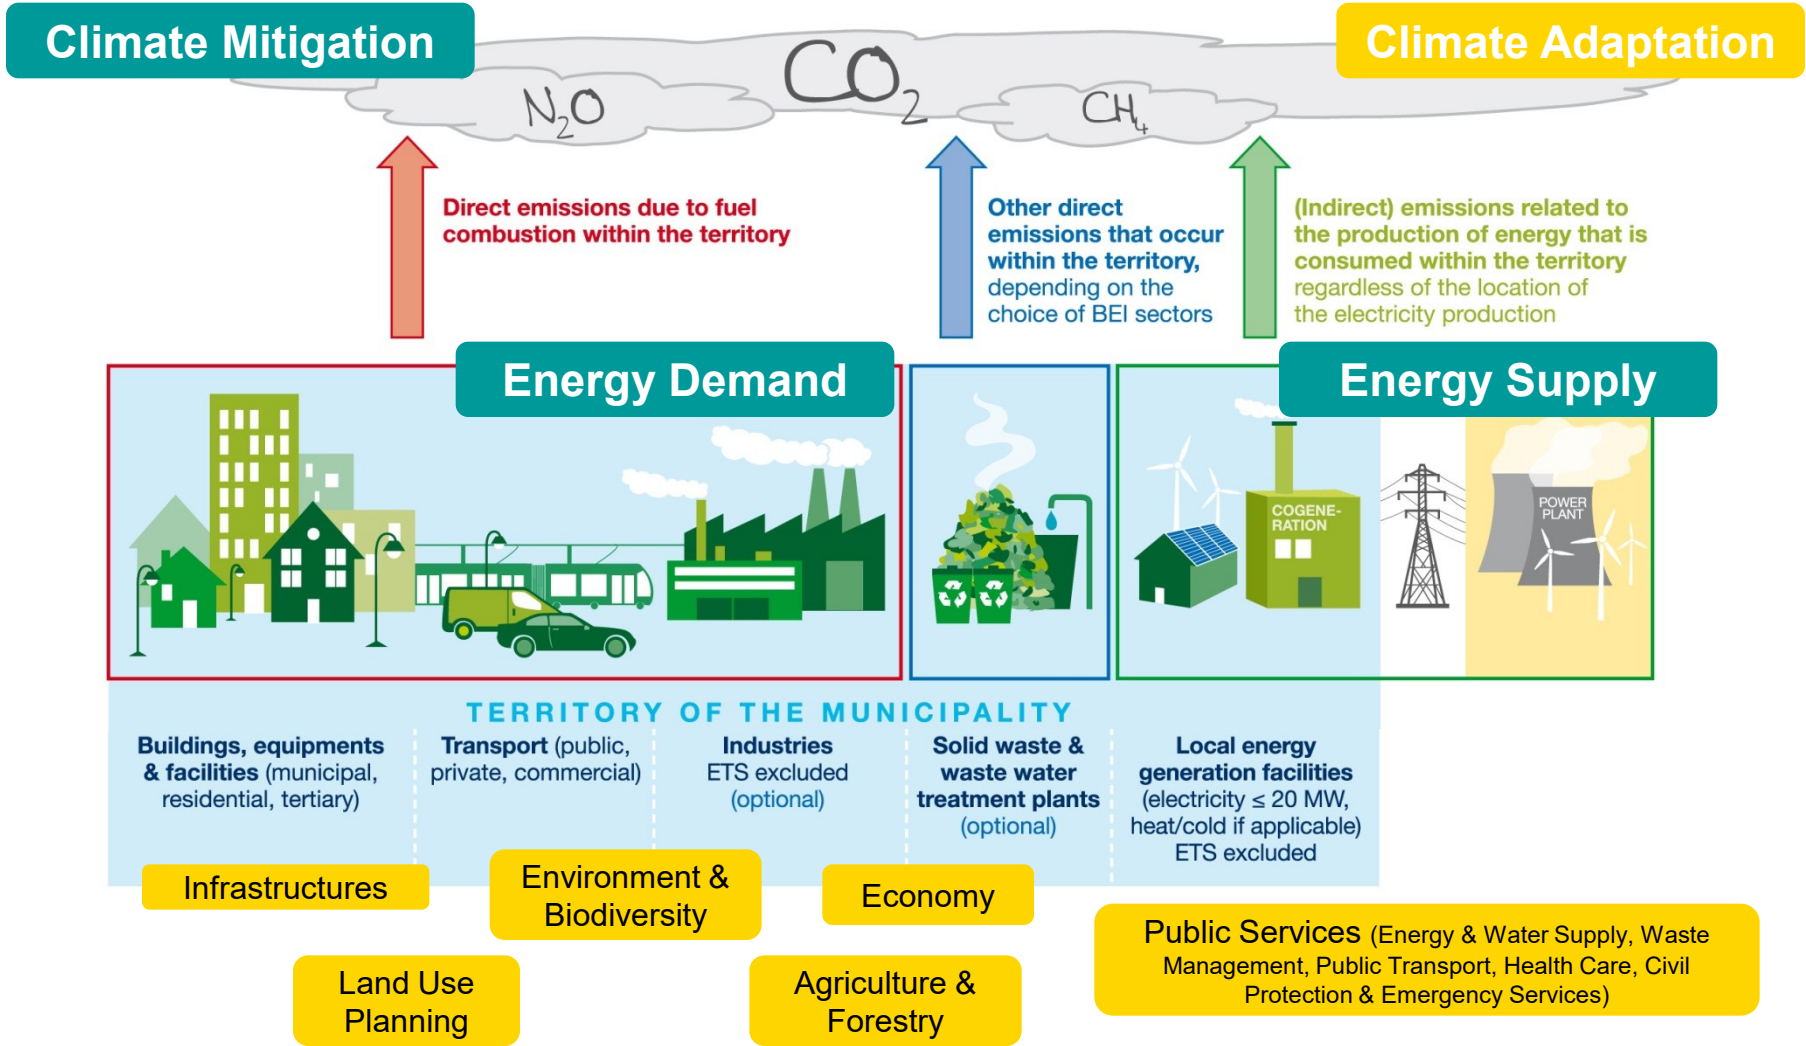 Climate Mitigation
Climate Adaptation
CO2
N2O
CH4
Direct emissions due to fuel
combustion within the territory
Other direct
emissions that occur
within the territory,
depending on the
choice of BEI sectors
(Indirect) emissions related to
the production of energy that is
consumed within the territory
regardless of the location of
the electricity production
Energy Demand
Energy Supply
COGENE-
RATION
POWER
PLANT
TERRITORY OF THE MUNICIPALITY
Buildings, equipments
& facilities (municipal,
residential, tertiary)
Transport (public,
private, commercial)
Industries
ETS excluded
(optional)
Solid waste &
waste water
treatment plants
(optional)
Local energy
generation facilities
(electricity ≤ 20 MW,
heat/cold if applicable)
ETS excluded
Infrastructures
Environment &
Biodiversity
Economy
Public Services (Energy & Water Supply, Waste
Management, Public Transport, Health Care, Civil
Protection & Emergency Services)
Land Use
Planning
Agriculture &
Forestry